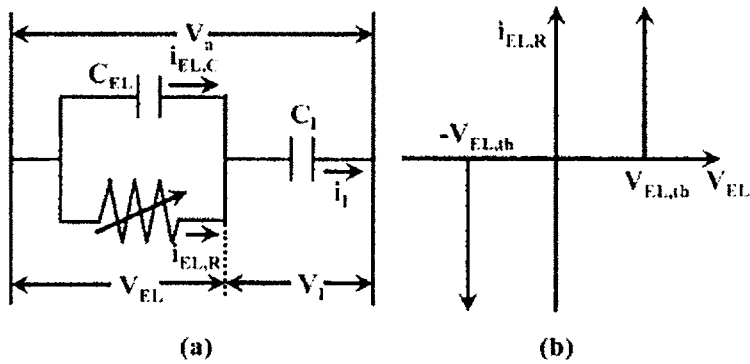 V_a
i_EL,C
C_EL
C_I
i_I
i_EL,R
V_EL
V_I
(a)
i_EL,R
-V_EL,th
V_EL,th
V_EL
(b)